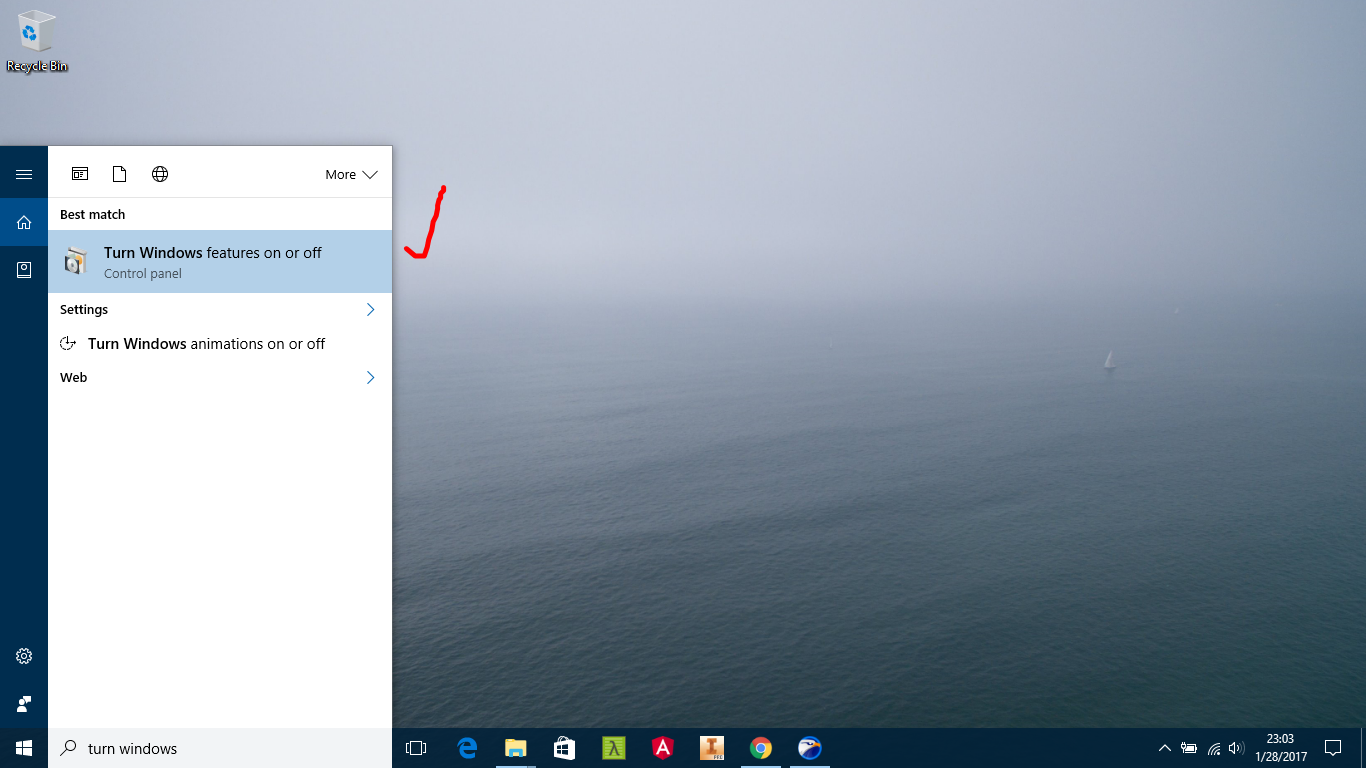 Recycle Bin
More
Best match
Turn Windows features on or off
Control panel
Settings
Turn Windows animations on or off
Web
turn windows
23:03
1/28/2017